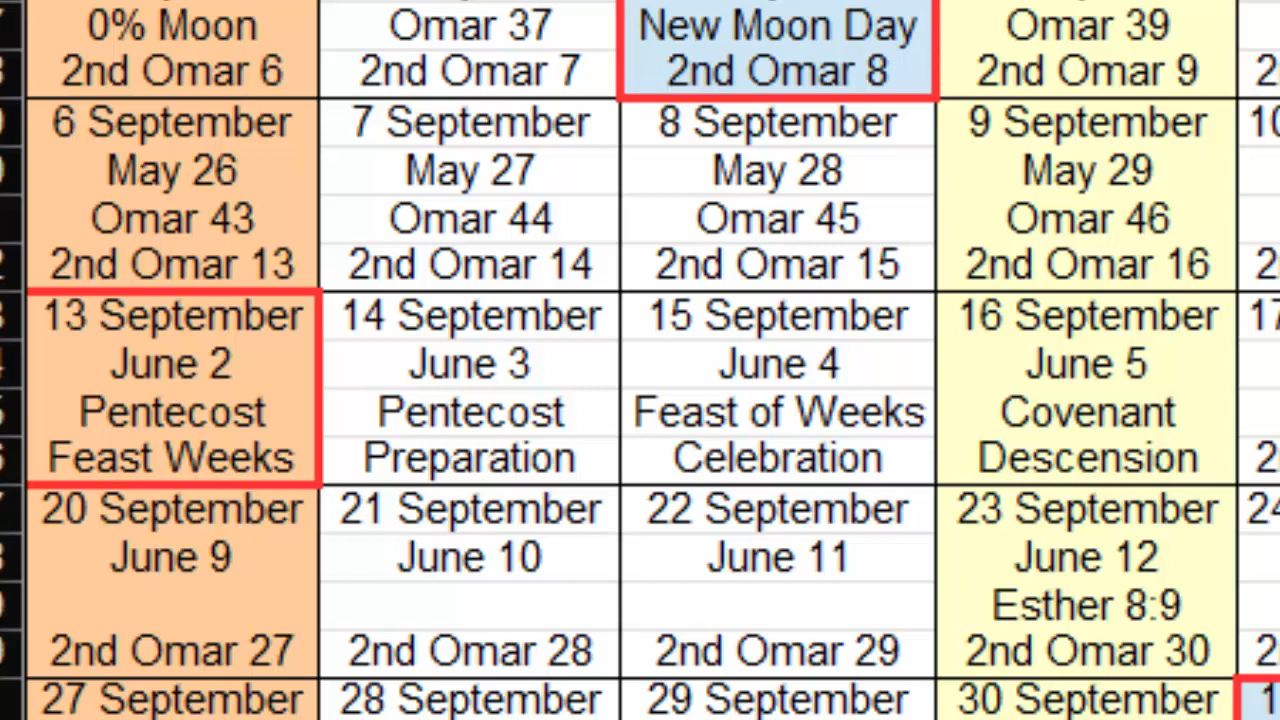 0% Moon Omar 37 New Moon Day Omar 39
2nd Omar 6 2nd Omar 7 2nd Omar 8 2nd Omar 9
6 September 7 September 8 September 9 September
May 26 May 27 May 28 May 29
Omar 43 Omar 44 Omar 45 Omar 46
2nd Omar 13 2nd Omar 14 2nd Omar 15 2nd Omar 16
13 September 14 September 15 September 16 September
June 2 June 3 June 4 June 5
Pentecost Pentecost Feast of Weeks Covenant
Feast Weeks Preparation Celebration Descension
20 September 21 September 22 September 23 September
June 9 June 10 June 11 June 12
Esther 8:9
2nd Omar 27 2nd Omar 28 2nd Omar 29 2nd Omar 30
27 September 28 September 29 September 30 September